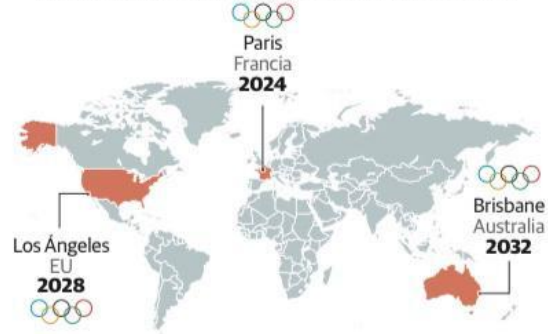 Paris
Francia
2024
Los Ángeles
EU
2028
Brisbane
Australia
2032